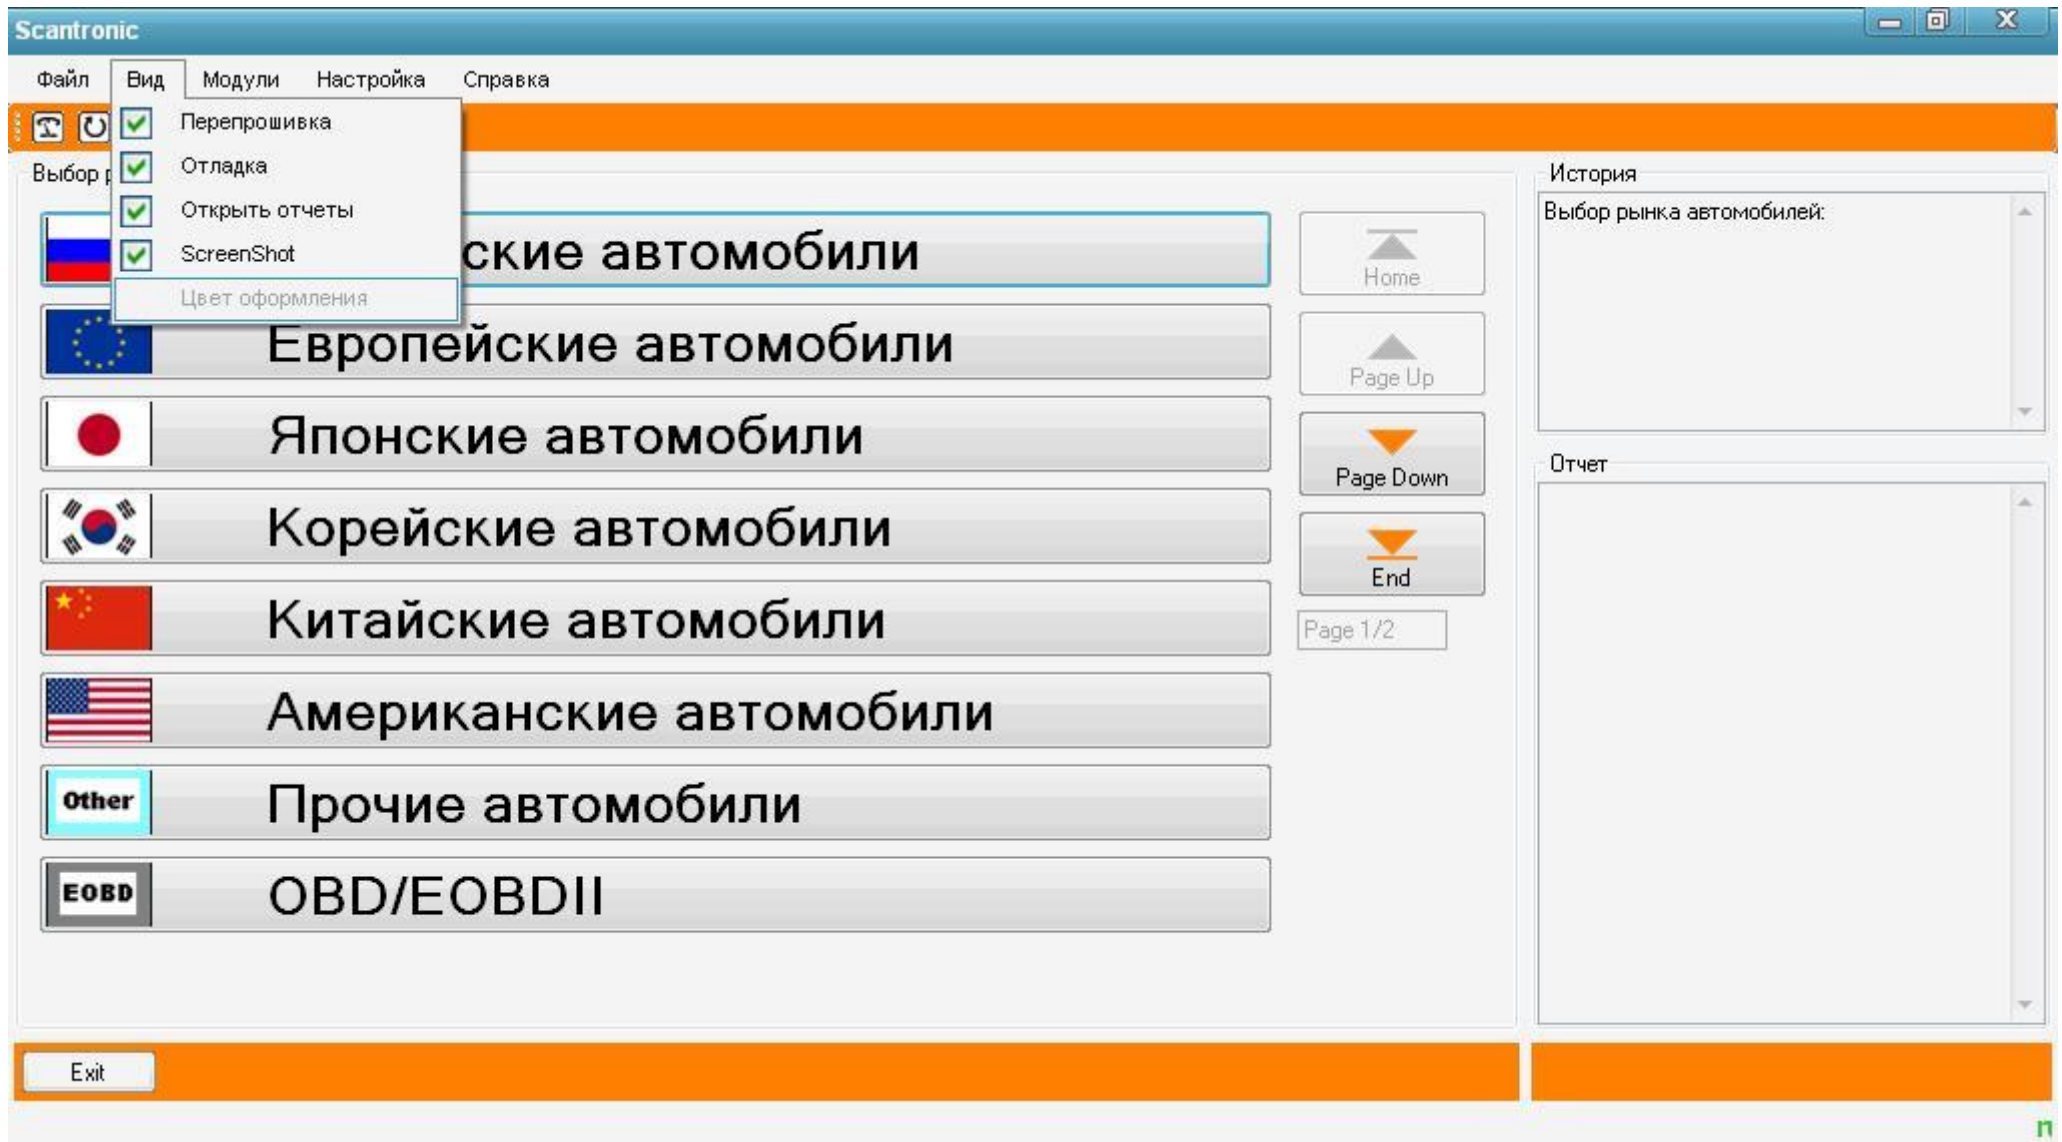 Scantronic
Файл Вид Модули Настройка Справка
Перепрошивка
Отладка
Открыть отчеты
ScreenShot
Цвет оформления
Выбор
ские автомобили
Европейские автомобили
Японские автомобили
Корейские автомобили
Китайские автомобили
Американские автомобили
Other
Прочие автомобили
EOBD
OBD/EOBDII
Home
Page Up
Page Down
End
Page 1/2
История
Выбор рынка автомобилей:
Отчет
Exit
n